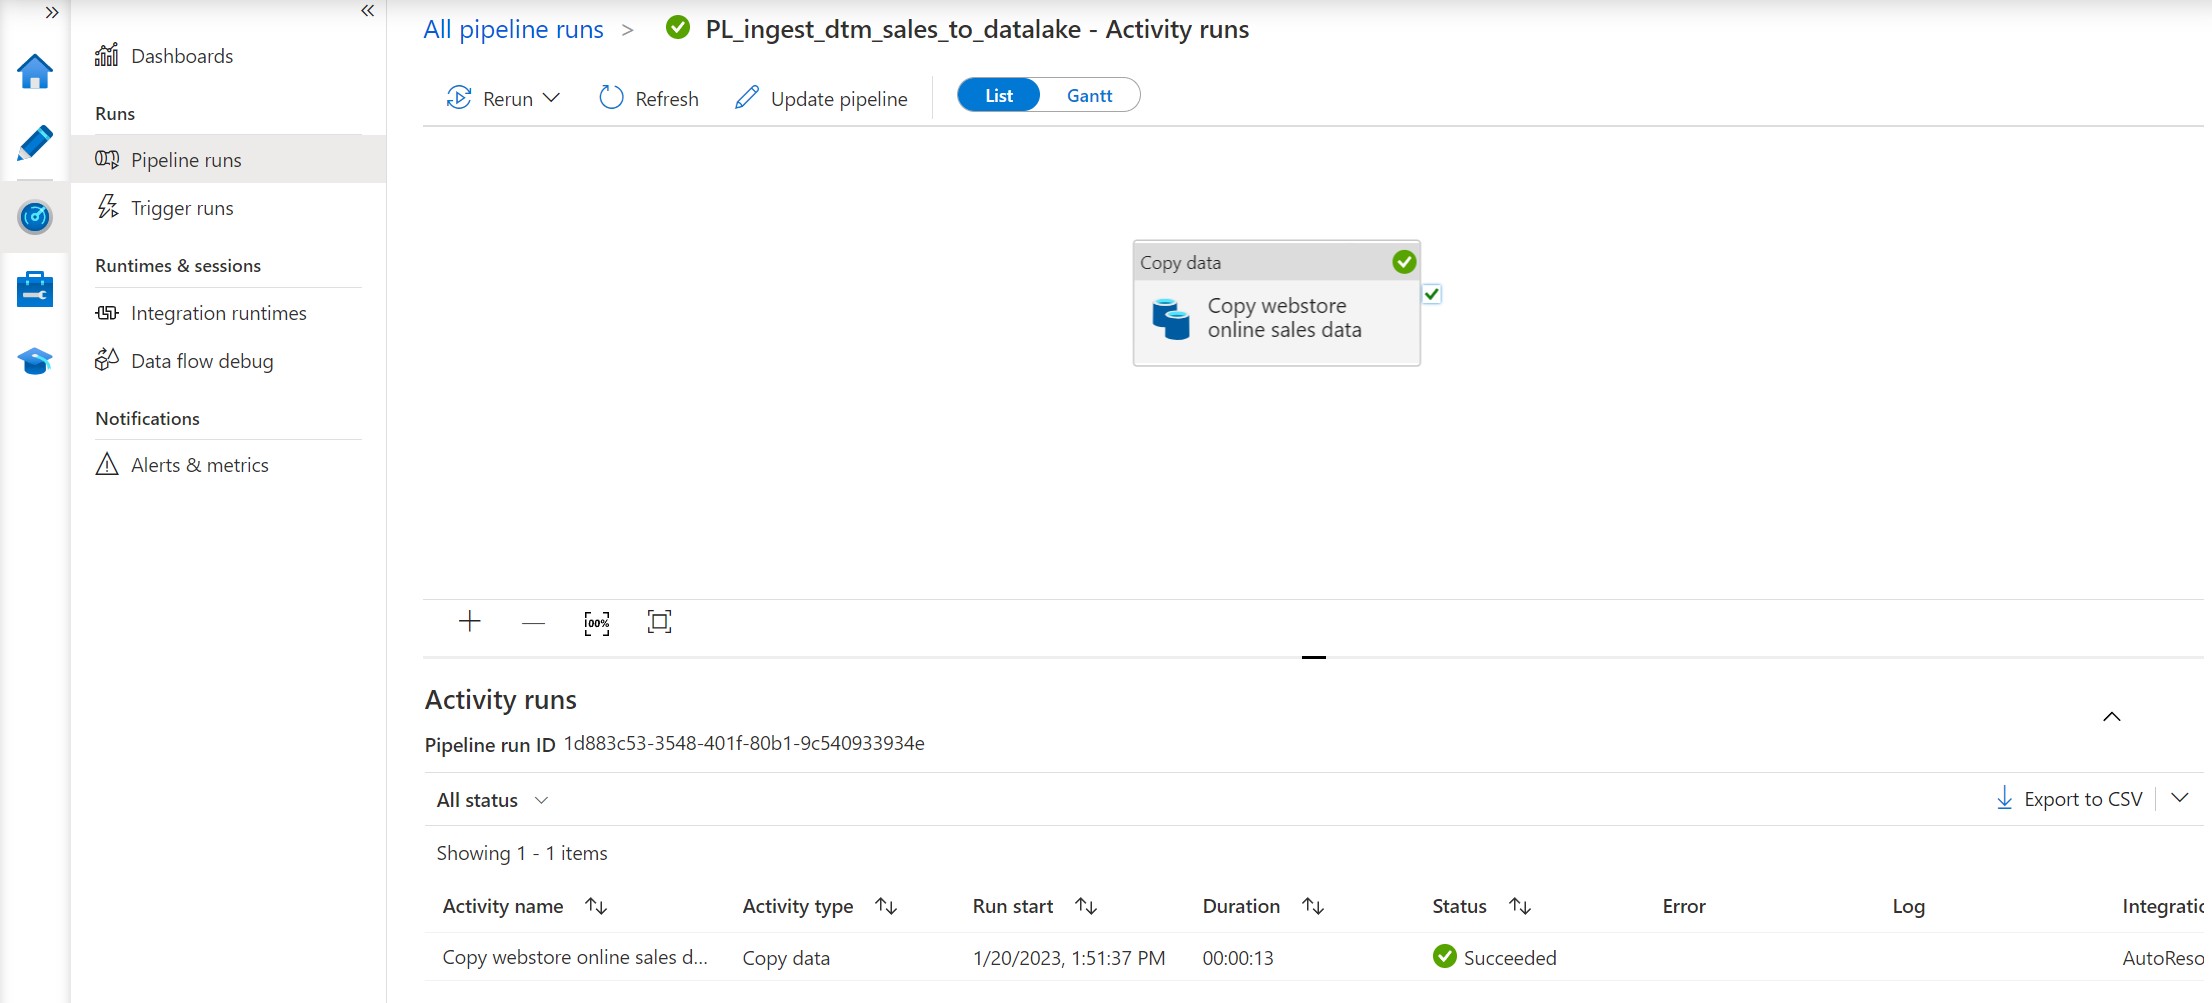 All pipeline runs > PL_ingest_dtm_sales_to_datalake - Activity runs
Dashboards
Runs
Pipeline runs
Trigger runs
Runtimes & sessions
Integration runtimes
Data flow debug
Notifications
Alerts & metrics
Rerun Refresh Update pipeline List Gantt
Copy data
Copy webstore
online sales data
100%
Activity runs
Pipeline run ID 1d883c53-3548-401f-80b1-9c540933934e
All status Export to CSV
Showing 1 - 1 items
Activity name Activity type Run start Duration Status Error Log Integratio
Copy webstore online sales d... Copy data 1/20/2023, 1:51:37 PM 00:00:13 Succeeded AutoReso